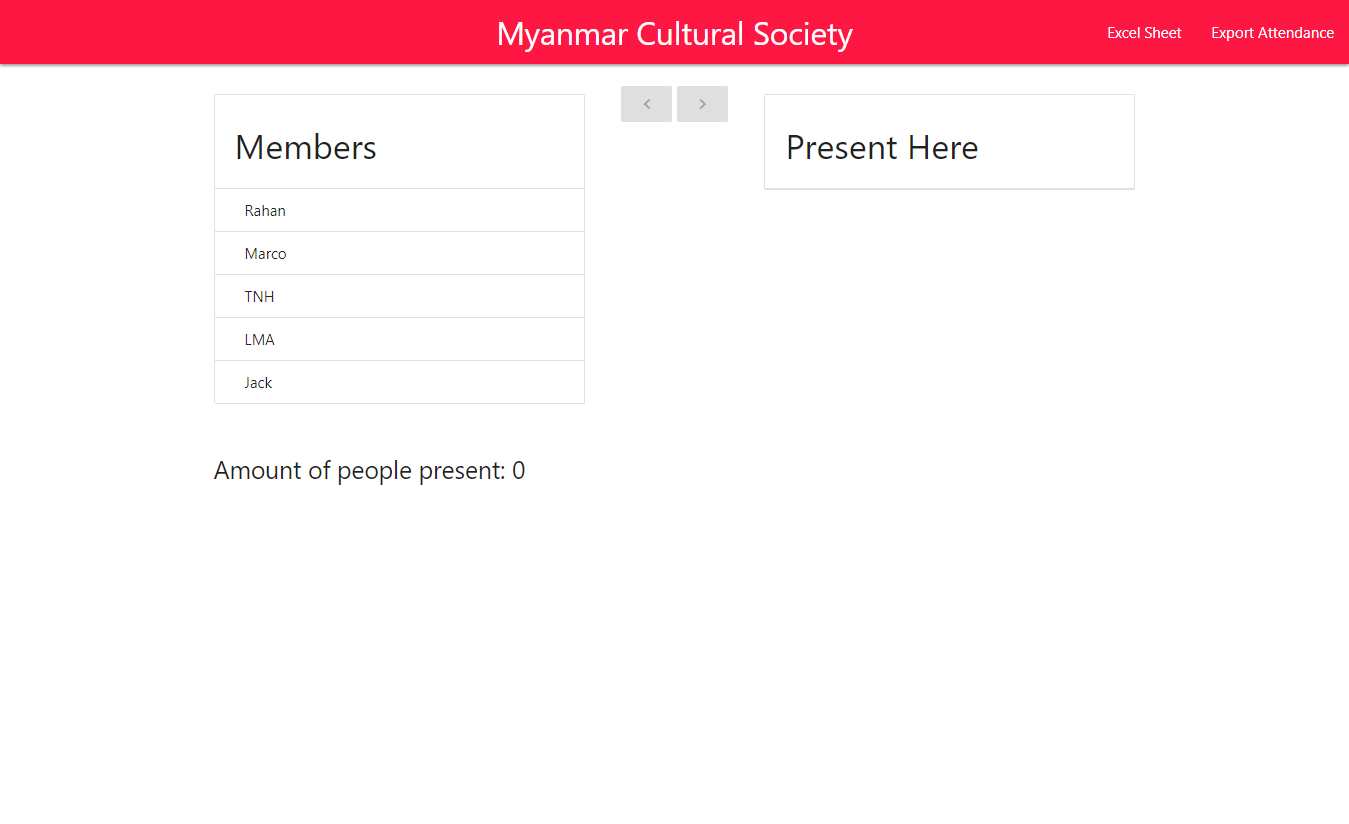 Myanmar Cultural Society
Excel Sheet
Export Attendance
Members
Rahan
Marco
TNH
LMA
Jack
Present Here
Amount of people present: 0